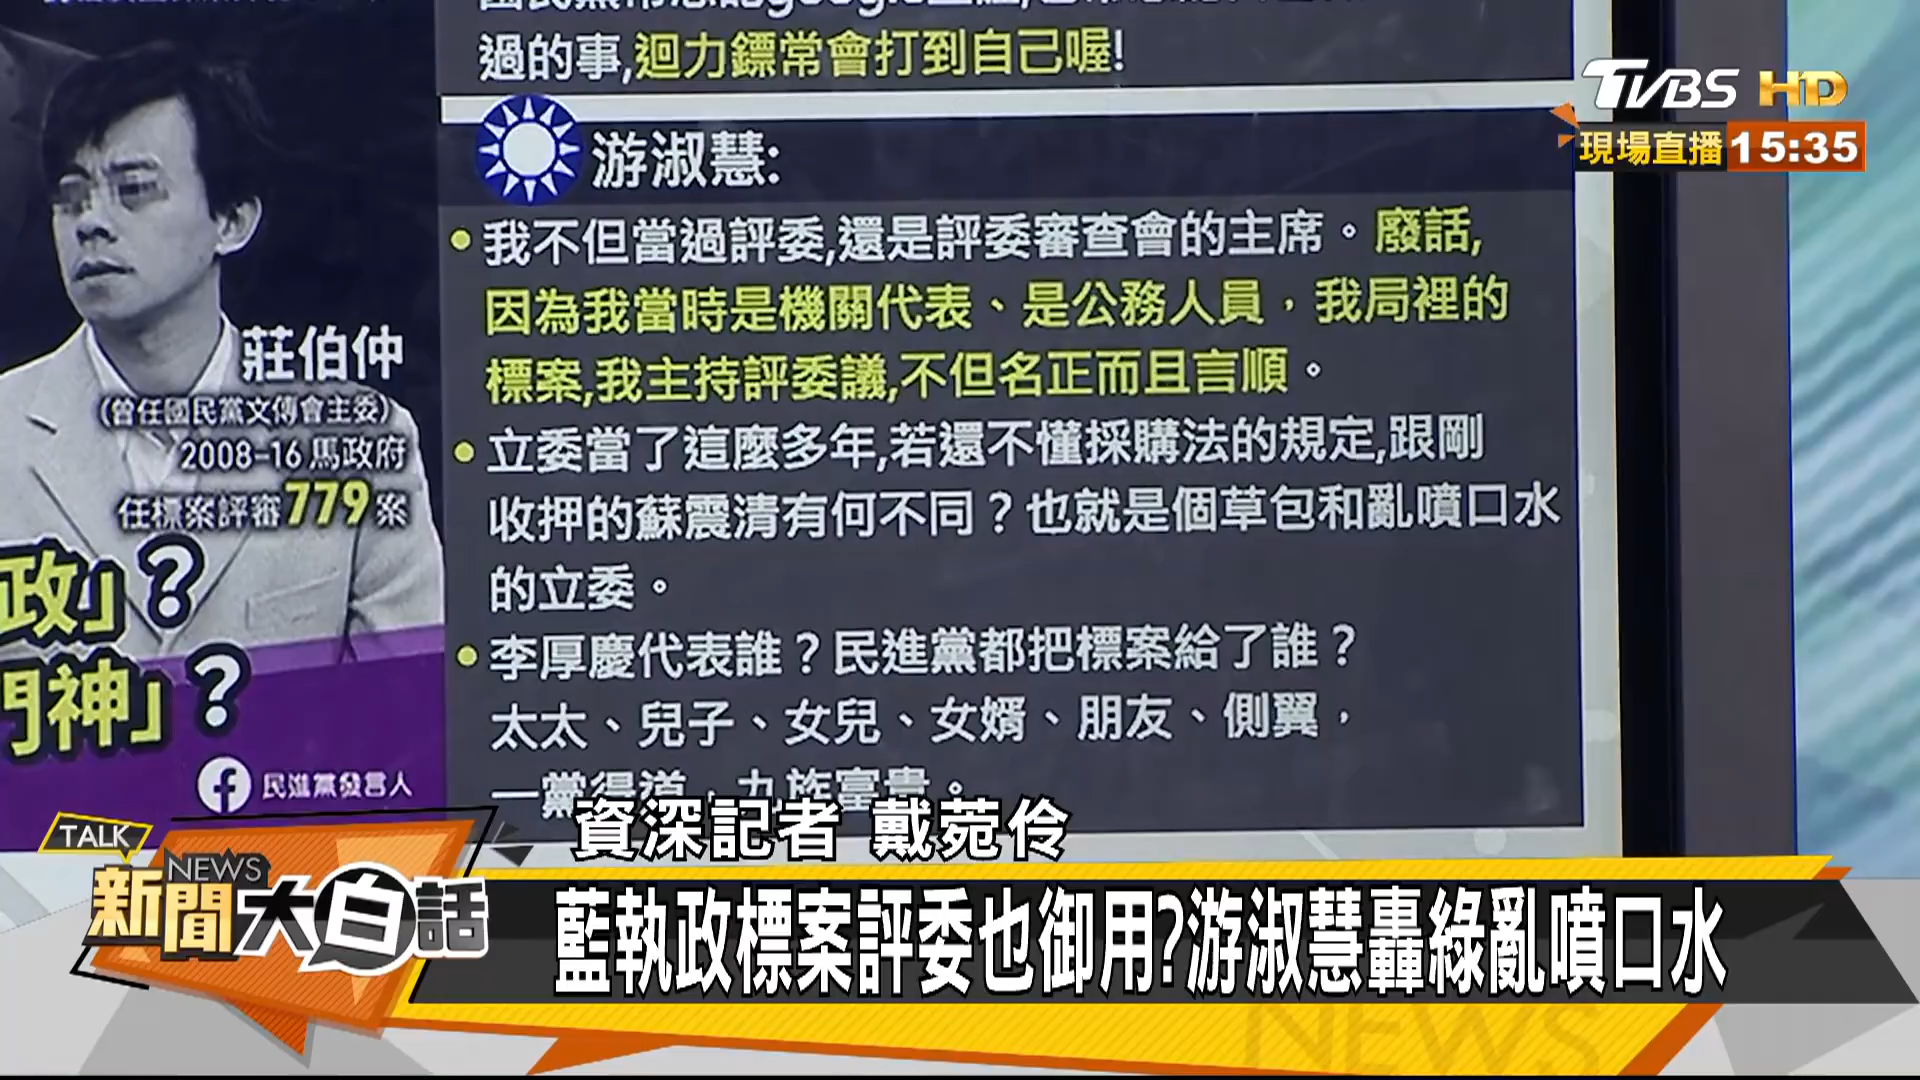 過的事,迴力鏢常會打到自己喔!
TVBS HD
現場直播 15:35
游淑慧:
我不但當過評委,還是評委審查會的主席。廢話,
因為我當時是機關代表、是公務人員,我局裡的
標案,我主持評委議,不但名正而且言順。
立委當了這麼多年,若還不懂採購法的規定,跟剛
收押的蘇震清有何不同?也就是個草包和亂噴口水
的立委。
李厚慶代表誰?民進黨都把標案給了誰?
太太、兒子、女兒、女婿、朋友、側翼,
一黨得道,九族富貴。
莊伯仲
(曾任國民黨文傳會主委)
2008-16 馬政府
任標案評審779案
政」?
門神」?
民進黨發言人
資深記者 戴菀伶
TALK
NEWS
新聞大白話
藍執政標案評委也御用?游淑慧轟綠亂噴口水
NEWS